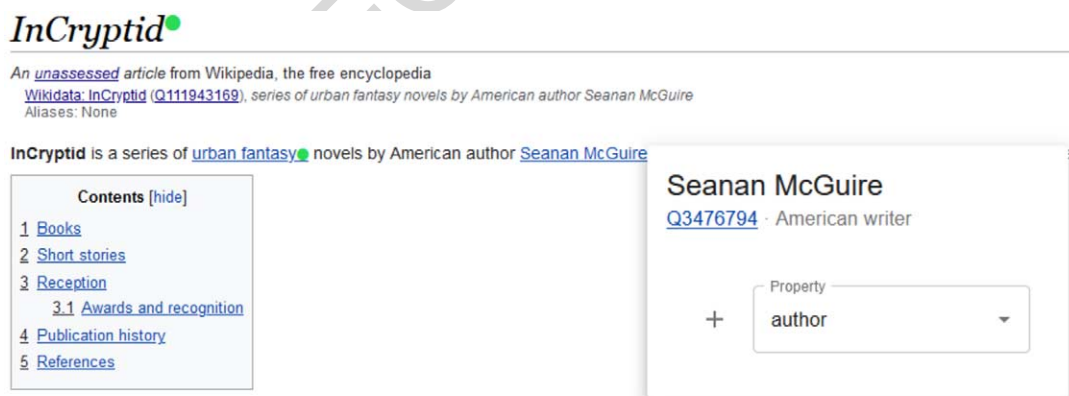 InCryptid
An unassessed article from Wikipedia, the free encyclopedia
Wikidata: InCryptid (Q111943169), series of urban fantasy novels by American author Seanan McGuire
Aliases: None
InCryptid is a series of urban fantasy novels by American author Seanan McGuire
Contents [hide]
1 Books
2 Short stories
3 Reception
3.1 Awards and recognition
4 Publication history
5 References
Seanan McGuire
Q3476794 · American writer
Property
+ author